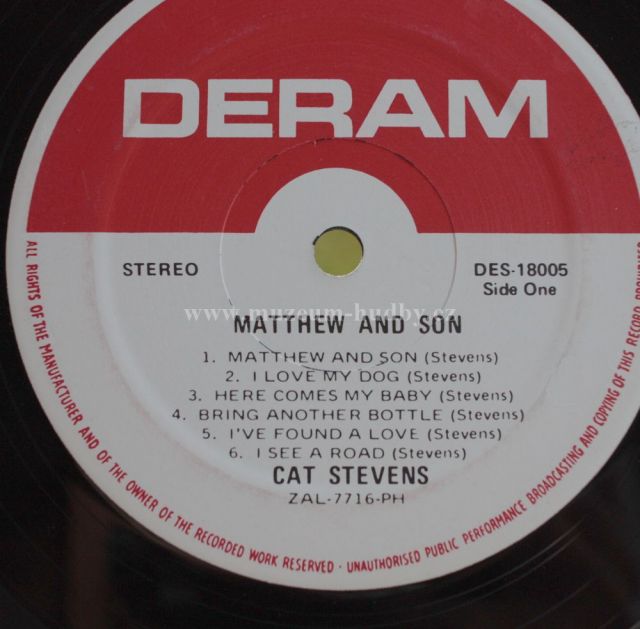 DERAM
STEREO
DES-18005
Side One
www.muzeum-hudby.cz
MATTHEW AND SON
1. MATTHEW AND SON (Stevens)
2. I LOVE MY DOG (Stevens)
3. HERE COMES MY BABY (Stevens)
4. BRING ANOTHER BOTTLE (Stevens)
5. I'VE FOUND A LOVE (Stevens)
6. I SEE A ROAD (Stevens)
CAT STEVENS
ZAL-7716-PH
ALL RIGHTS OF THE MANUFACTURER AND OF THE OWNER OF THE RECORDED WORK RESERVED · UNAUTHORISED PUBLIC PERFORMANCE BROADCASTING AND COPYING OF THIS RECORD PROHIBITED